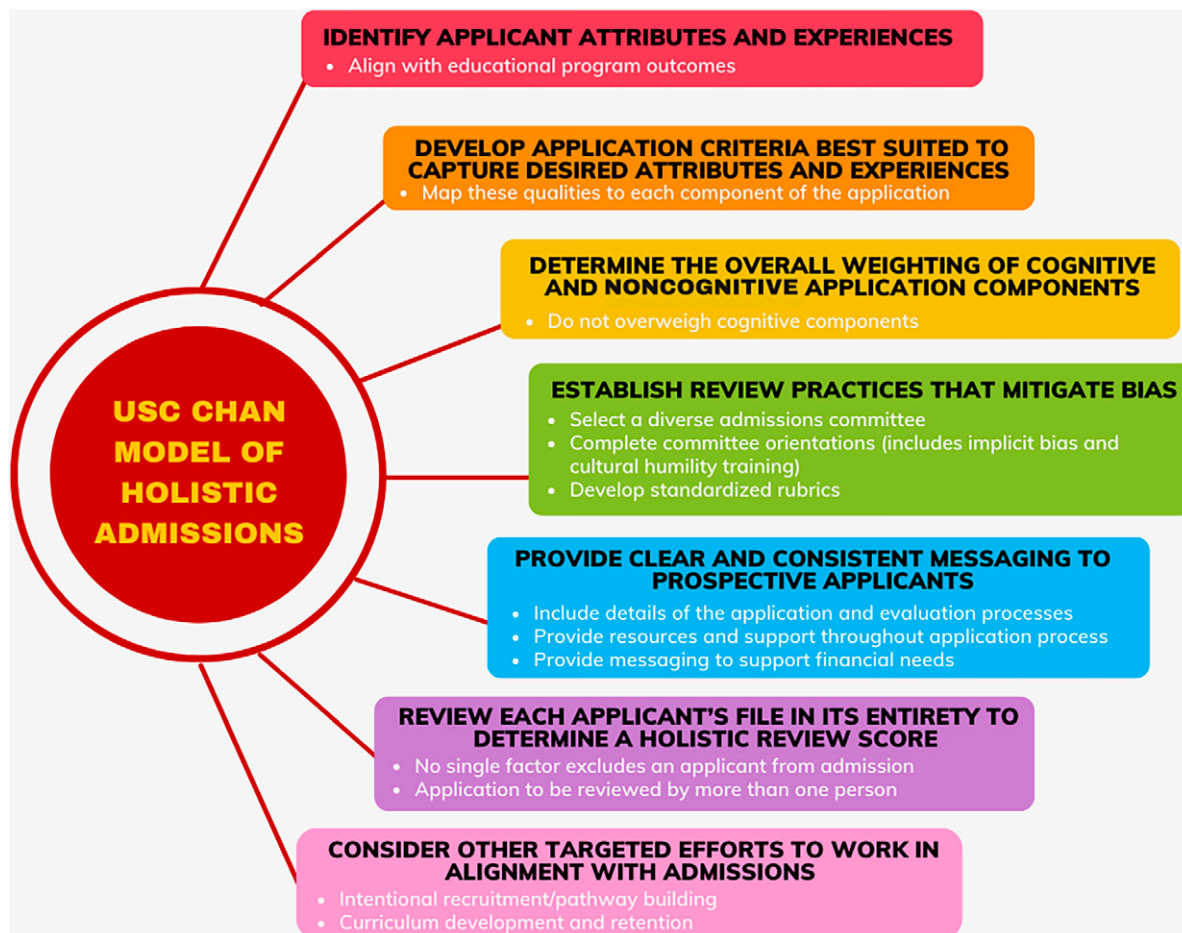 IDENTIFY APPLICANT ATTRIBUTES AND EXPERIENCES
• Align with educational program outcomes
DEVELOP APPLICATION CRITERIA BEST SUITED TO
CAPTURE DESIRED ATTRIBUTES AND EXPERIENCES
• Map these qualities to each component of the application
DETERMINE THE OVERALL WEIGHTING OF COGNITIVE
AND NONCOGNITIVE APPLICATION COMPONENTS
• Do not overweigh cognitive components
USC CHAN
MODEL OF
HOLISTIC
ADMISSIONS
ESTABLISH REVIEW PRACTICES THAT MITIGATE BIAS
• Select a diverse admissions committee
• Complete committee orientations (includes implicit bias and
cultural humility training)
• Develop standardized rubrics
PROVIDE CLEAR AND CONSISTENT MESSAGING TO
PROSPECTIVE APPLICANTS
• Include details of the application and evaluation processes
• Provide resources and support throughout application process
• Provide messaging to support financial needs
REVIEW EACH APPLICANT'S FILE IN ITS ENTIRETY TO
DETERMINE A HOLISTIC REVIEW SCORE
• No single factor excludes an applicant from admission
• Application to be reviewed by more than one person
CONSIDER OTHER TARGETED EFFORTS TO WORK IN
ALIGNMENT WITH ADMISSIONS
• Intentional recruitment/pathway building
• Curriculum development and retention